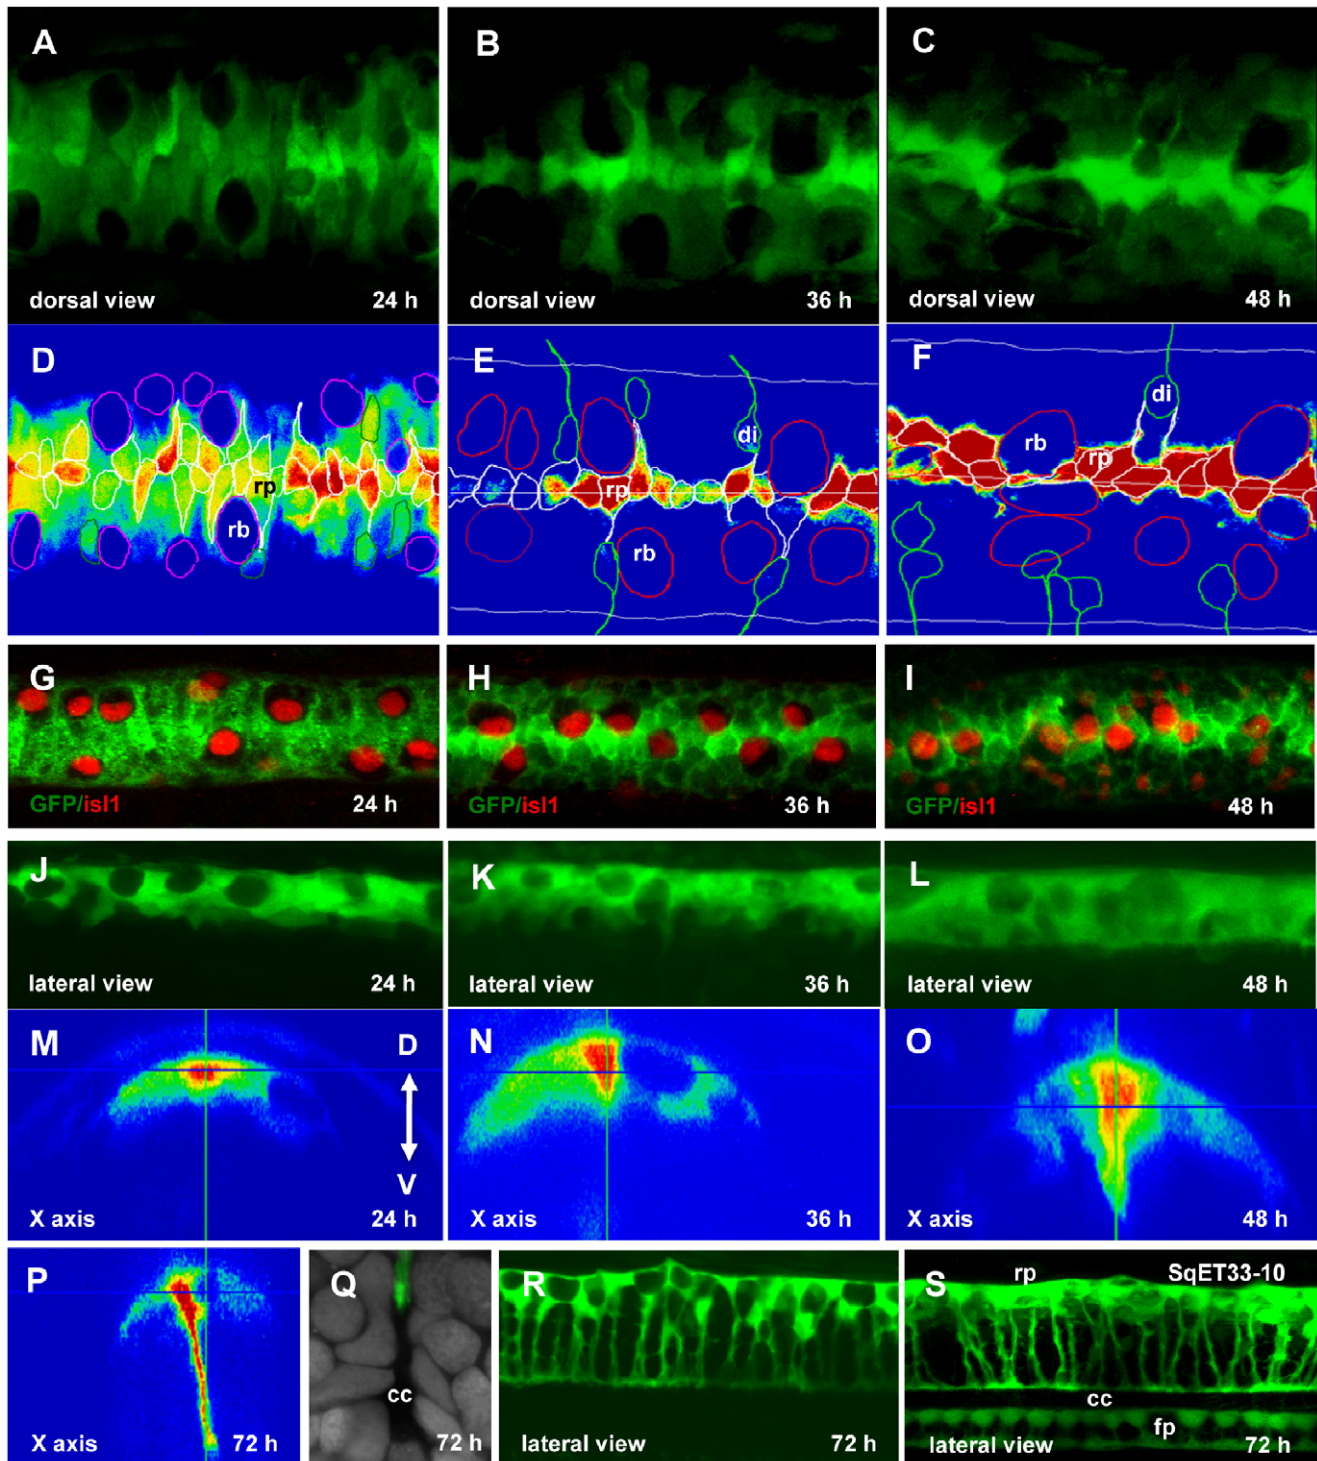 A
B
C
dorsal view 24 h
dorsal view 36 h
dorsal view 48 h
D
E
F
rp
rb
di
rp
rb
di
rb
rp
G
H
I
GFP/isl1 24 h
GFP/isl1 36 h
GFP/isl1 48 h
J
K
L
lateral view 24 h
lateral view 36 h
lateral view 48 h
M
D
V
N
O
X axis 24 h
X axis 36 h
X axis 48 h
P
Q
R
S
rp
SqET33-10
cc
cc
fp
X axis 72 h
72 h
lateral view 72 h
lateral view 72 h